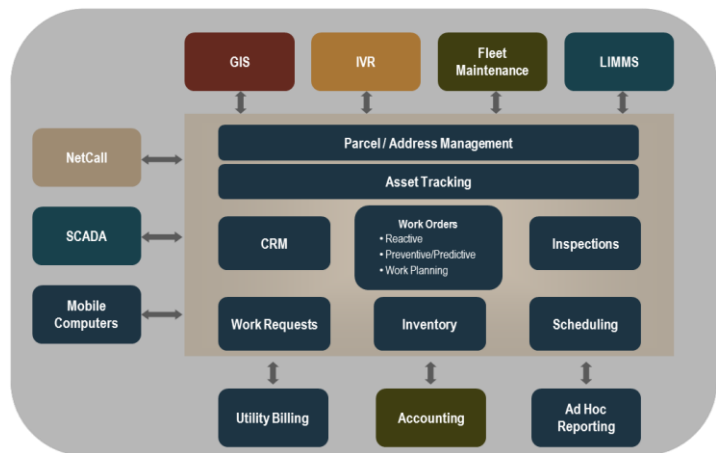 GIS
IVR
Fleet
Maintenance
LIMMS
NetCall
Parcel / Address Management
Asset Tracking
SCADA
CRM
Work Orders
• Reactive
• Preventive/Predictive
• Work Planning
Inspections
Mobile
Computers
Work Requests
Inventory
Scheduling
Utility Billing
Accounting
Ad Hoc
Reporting